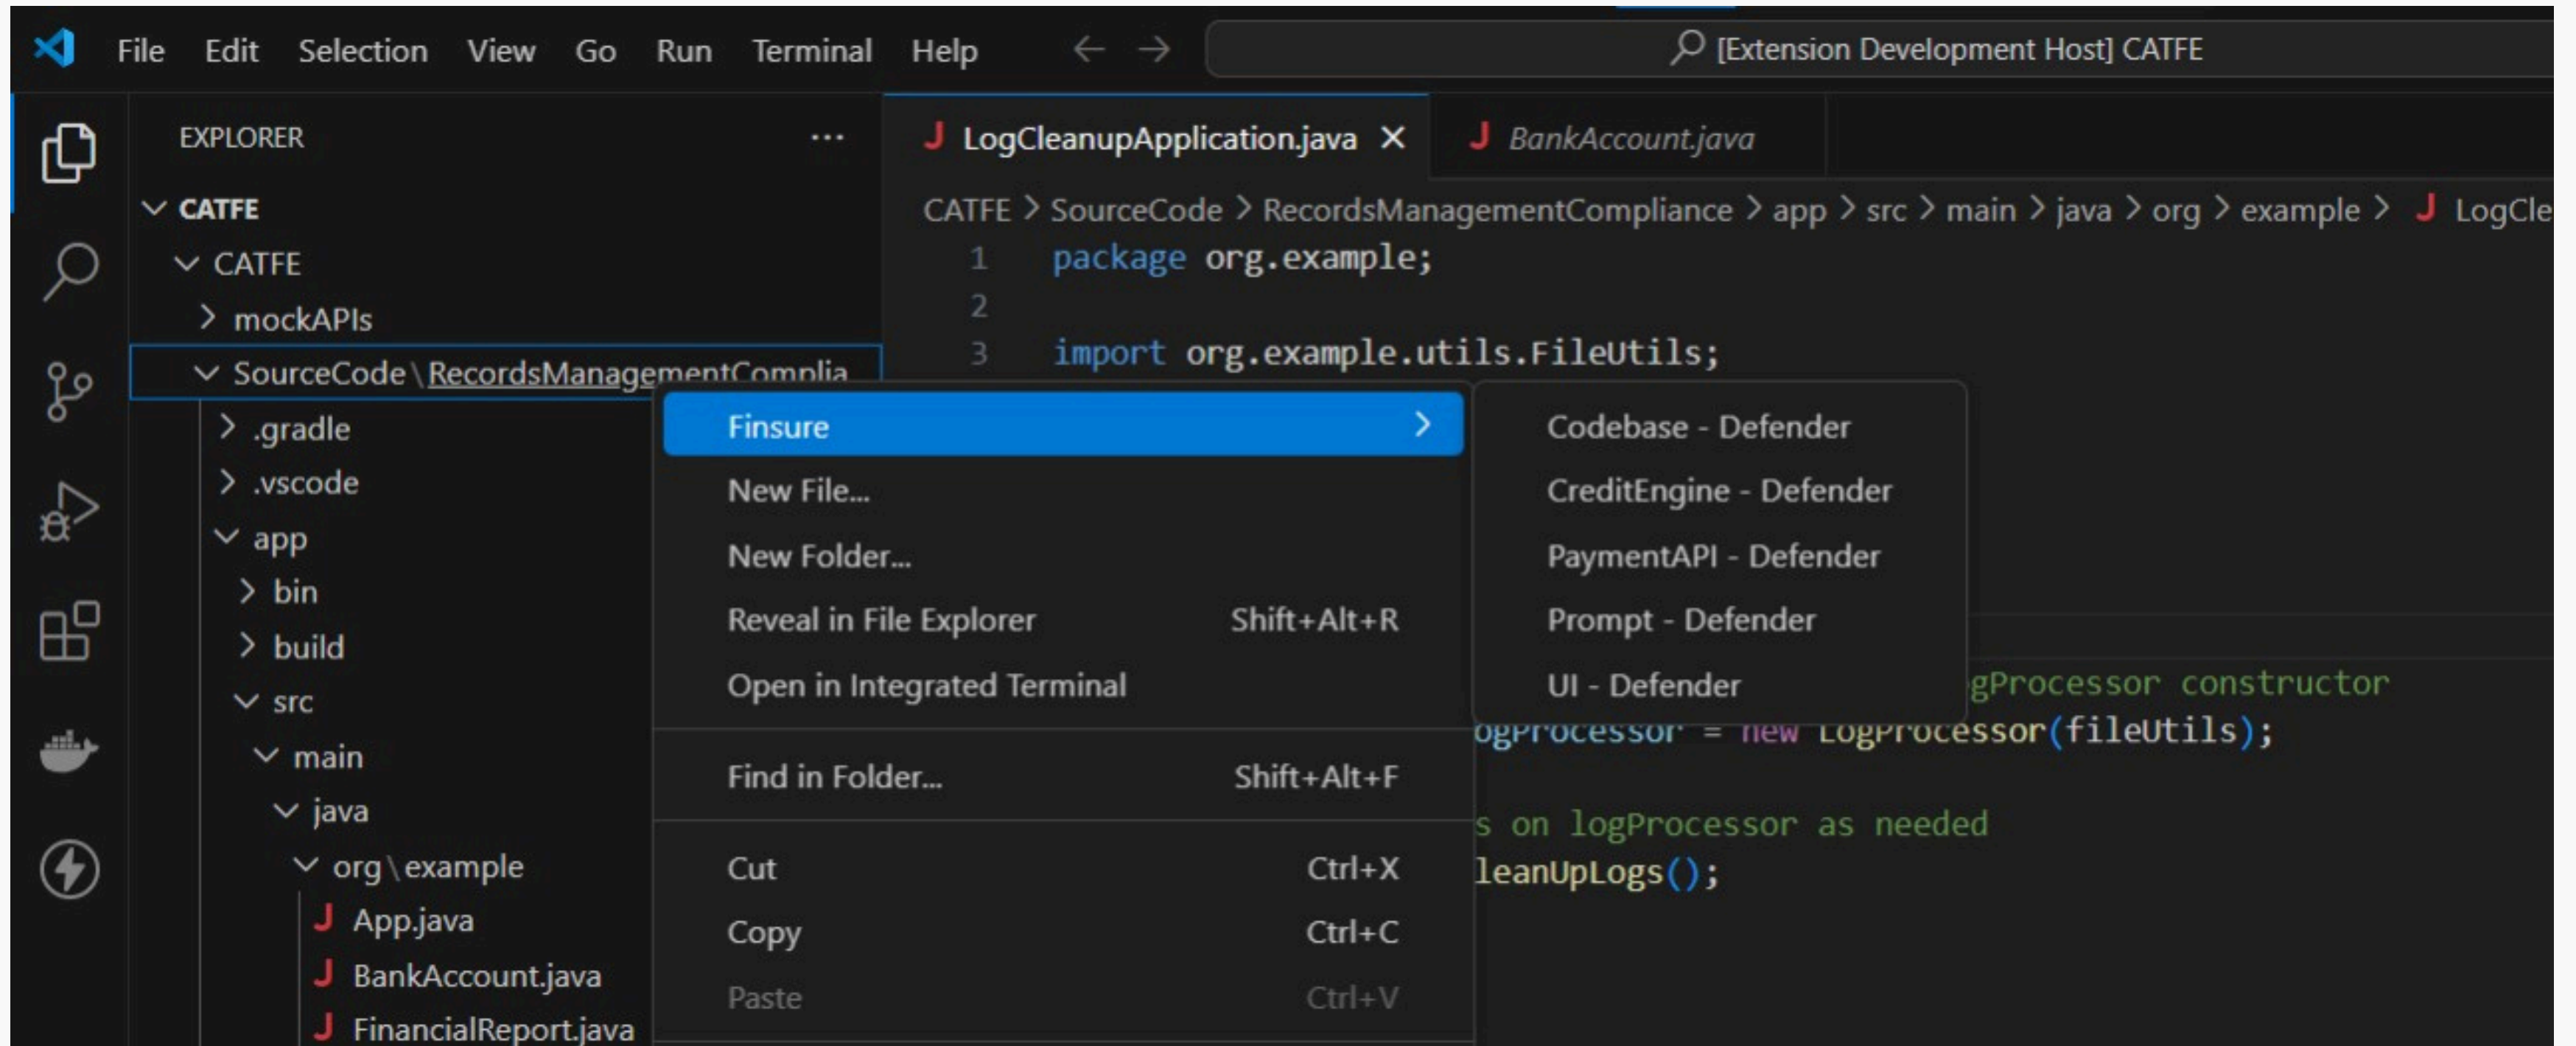 File Edit Selection View Go Run Terminal Help
[Extension Development Host] CATFE
EXPLORER
CATFE
CATFE
mockAPIs
SourceCode\RecordsManagementComplia
.gradle
.vscode
app
bin
build
src
main
java
org\example
App.java
BankAccount.java
FinancialReport.java
LogCleanupApplication.java
BankAccount.java
CATFE > SourceCode > RecordsManagementCompliance > app > src > main > java > org > example > LogCle
1 package org.example;
2
3 import org.example.utils.FileUtils;
gProcessor constructor
ogProcessor = new LogProcessor(fileUtils);
s on logProcessor as needed
leanUpLogs();
Finsure
New File...
New Folder...
Reveal in File Explorer Shift+Alt+R
Open in Integrated Terminal
Find in Folder... Shift+Alt+F
Cut Ctrl+X
Copy Ctrl+C
Paste Ctrl+V
Codebase - Defender
CreditEngine - Defender
PaymentAPI - Defender
Prompt - Defender
UI - Defender